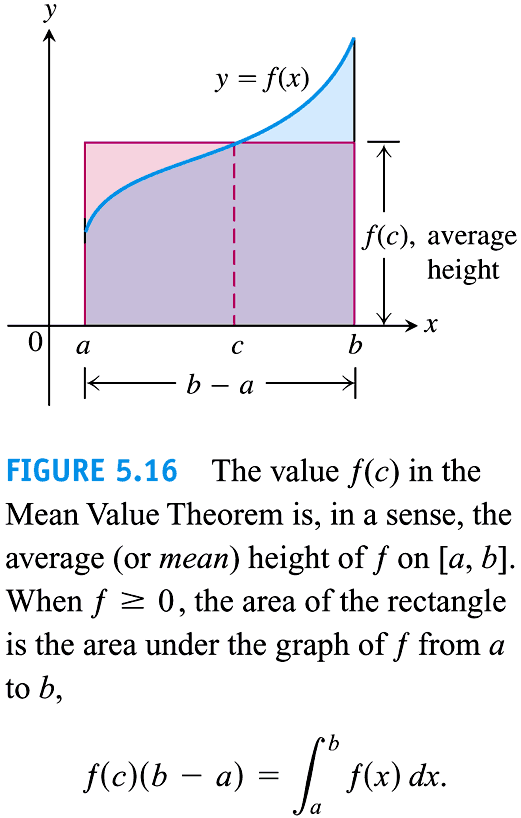 y
y = f(x)
f(c), average
height
0
a
c
b
x
b − a
FIGURE 5.16 The value f(c) in the
Mean Value Theorem is, in a sense, the
average (or mean) height of f on [a, b].
When f ≥ 0, the area of the rectangle
is the area under the graph of f from a
to b,
f(c)(b − a) = ∫_a^b f(x) dx.